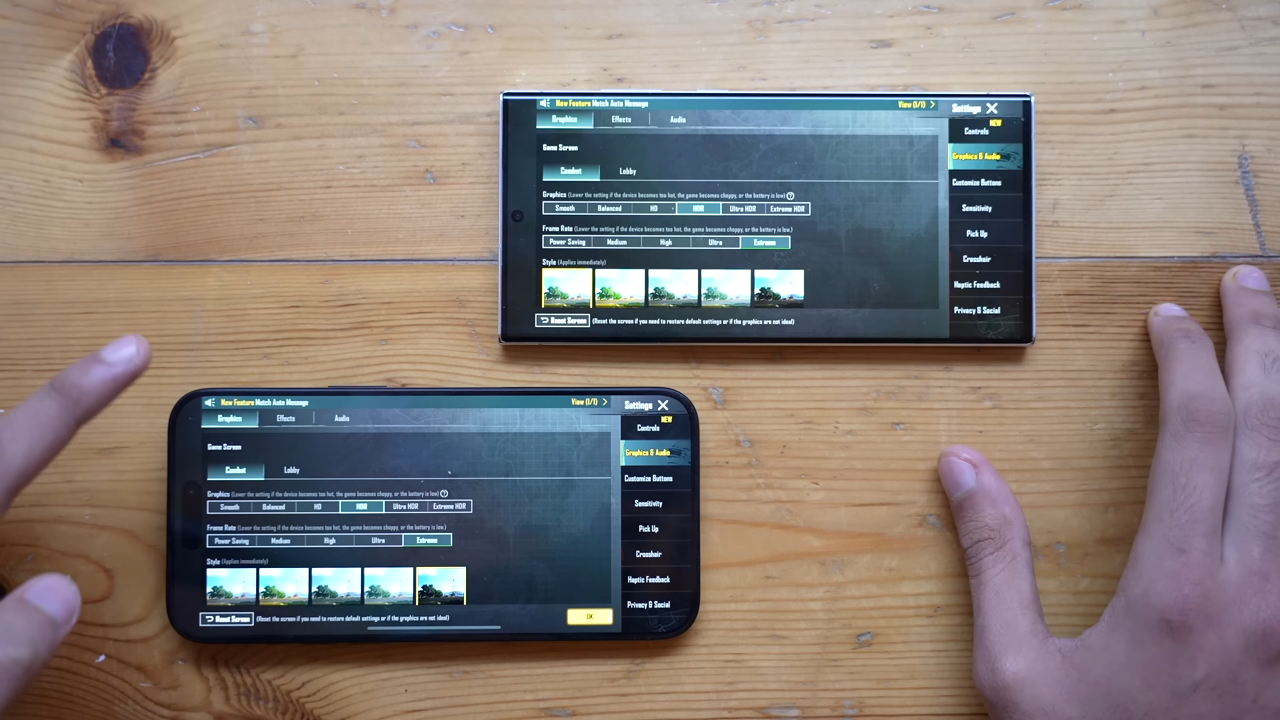 New Feature Match Auto Message
View (1/1)
Settings
Graphics
Effects
Audio
NEW
Controls
Game Screen
Graphics & Audio
Combat
Lobby
Customize Buttons
Graphics (Lower the setting if the device becomes too hot, the game becomes choppy, or the battery is low.)
Smooth
Balanced
HD
HDR
Ultra HDR
Extreme HDR
Sensitivity
Frame Rate (Lower the setting if the device becomes too hot, the game becomes choppy, or the battery is low.)
Power Saving
Medium
High
Ultra
Extreme
Pick Up
Style (Applies immediately)
Crosshair
Haptic Feedback
Privacy & Social
Reset Screen (Reset the screen if you need to restore default settings or if the graphics are not ideal)
New Feature Match Auto Message
View (1/1)
Settings
Graphics
Effects
Audio
NEW
Controls
Game Screen
Graphics & Audio
Combat
Lobby
Customize Buttons
Graphics (Lower the setting if the device becomes too hot, the game becomes choppy, or the battery is low.)
Smooth
Balanced
HD
HDR
Ultra HDR
Extreme HDR
Sensitivity
Frame Rate (Lower the setting if the device becomes too hot, the game becomes choppy, or the battery is low.)
Power Saving
Medium
High
Ultra
Extreme
Pick Up
Style (Applies immediately)
Crosshair
Haptic Feedback
Privacy & Social
Reset Screen (Reset the screen if you need to restore default settings or if the graphics are not ideal)
OK